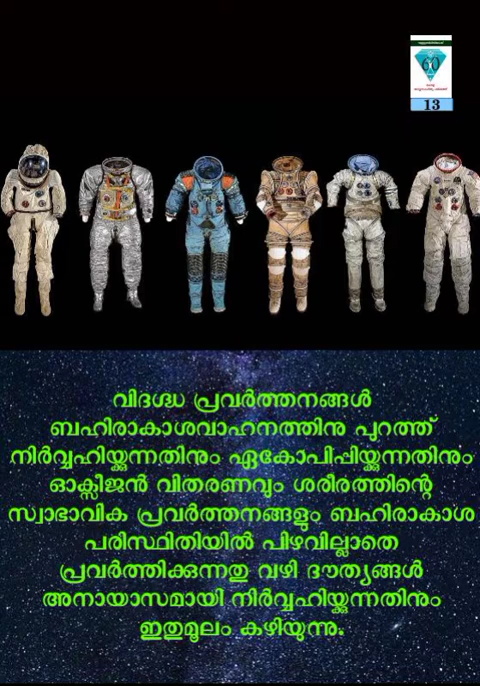 60
13
വിദഗ്ദ്ധ പ്രവർത്തനങ്ങൾ
ബഹിരാകാശവാഹനത്തിനു പുറത്ത്
നിർവ്വഹിയ്ക്കുന്നതിനും ഏകോപിപ്പിയ്ക്കുന്നതിനും
ഓക്സിജൻ വിതരണവും ശരീരത്തിന്റെ
സ്വാഭാവിക പ്രവർത്തനങ്ങളും ബഹിരാകാശ
പരിസ്ഥിതിയിൽ പിഴവില്ലാതെ
പ്രവർത്തിക്കുന്നതു വഴി ദൗത്യങ്ങൾ
അനായാസമായി നിർവ്വഹിയ്ക്കുന്നതിനും
ഇതുമൂലം കഴിയുന്നു.